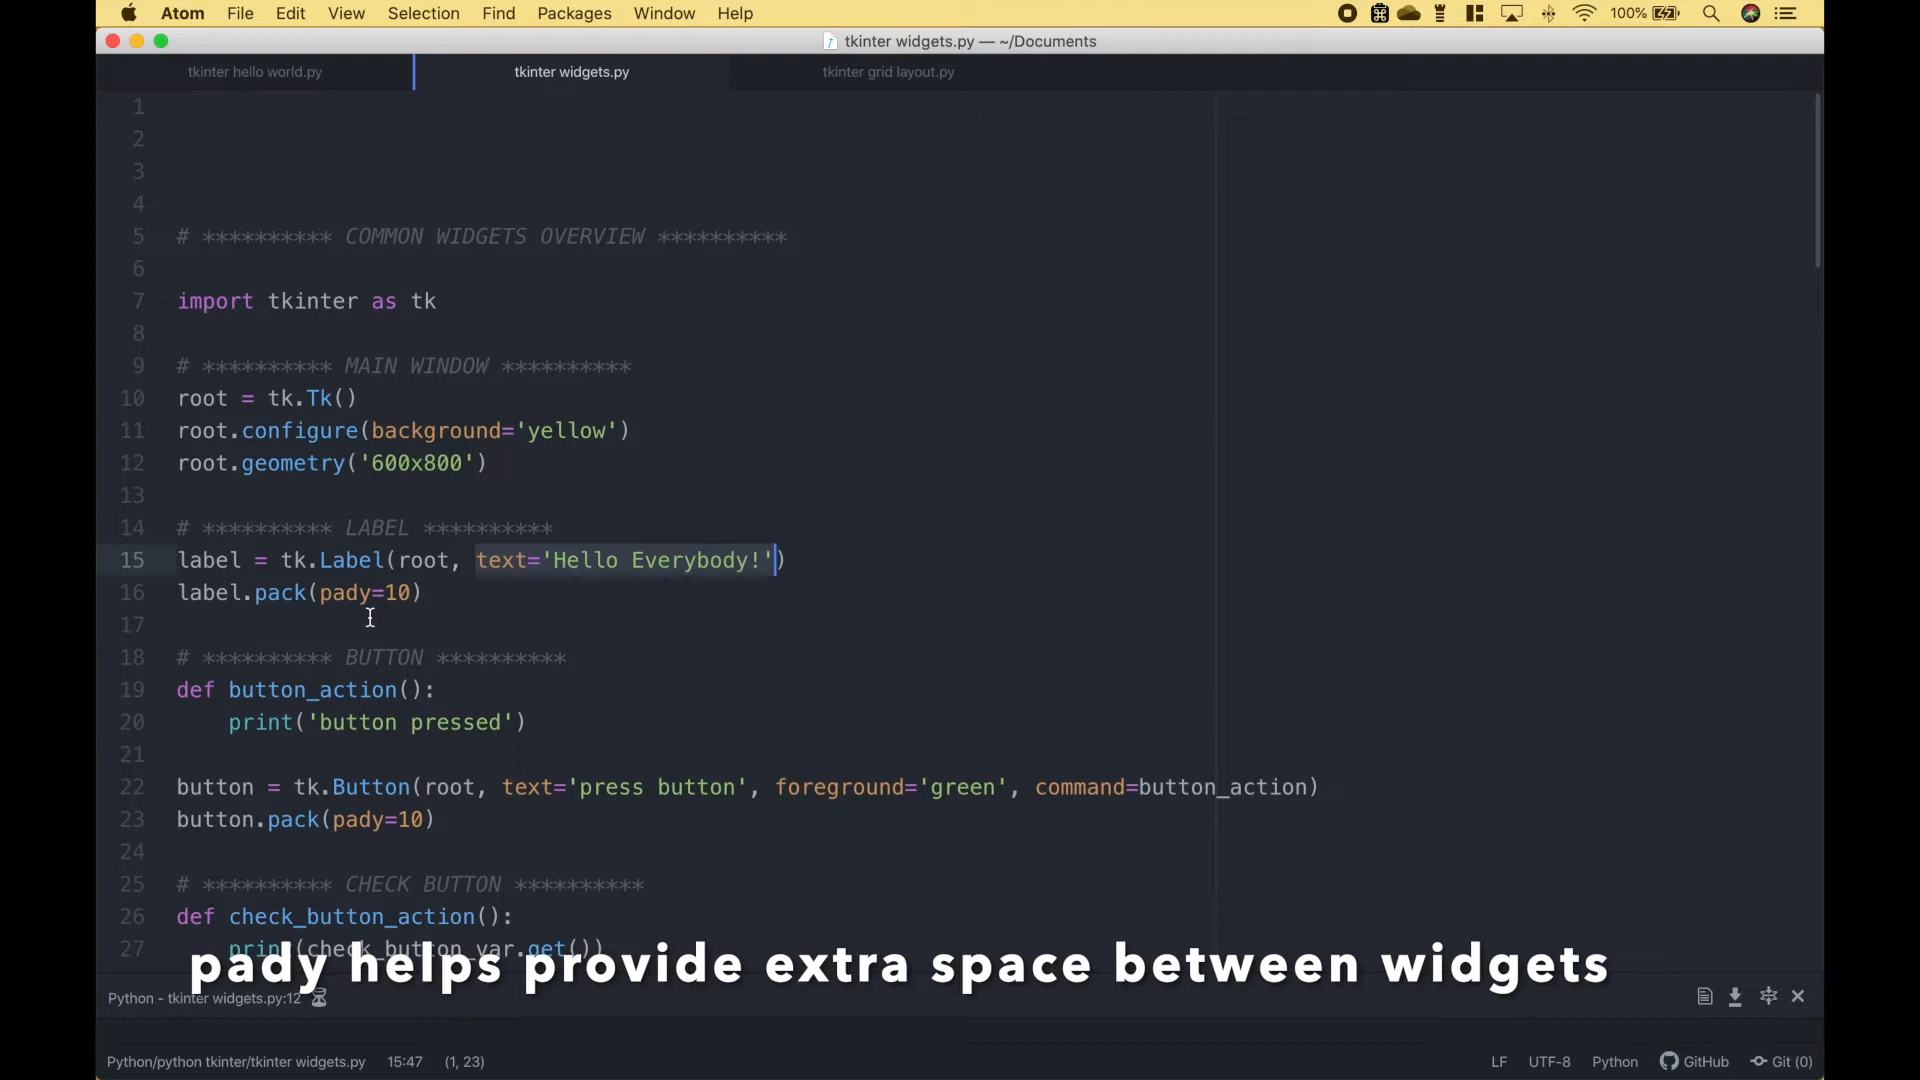 Atom File Edit View Selection Find Packages Window Help 100%
tkinter widgets.py — ~/Documents
tkinter hello world.py tkinter widgets.py tkinter grid layout.py
1
2
3
4
5 # ********** COMMON WIDGETS OVERVIEW **********
6
7 import tkinter as tk
8
9 # ********** MAIN WINDOW **********
10 root = tk.Tk()
11 root.configure(background='yellow')
12 root.geometry('600x800')
13
14 # ********** LABEL **********
15 label = tk.Label(root, text='Hello Everybody!')
16 label.pack(pady=10)
17
18 # ********** BUTTON **********
19 def button_action():
20 print('button pressed')
21
22 button = tk.Button(root, text='press button', foreground='green', command=button_action)
23 button.pack(pady=10)
24
25 # ********** CHECK BUTTON **********
26 def check_button_action():
27 print(check_button_var.get())
pady helps provide extra space between widgets
Python - tkinter widgets.py:12
Python/python tkinter/tkinter widgets.py 15:47 (1, 23) LF UTF-8 Python GitHub Git (0)